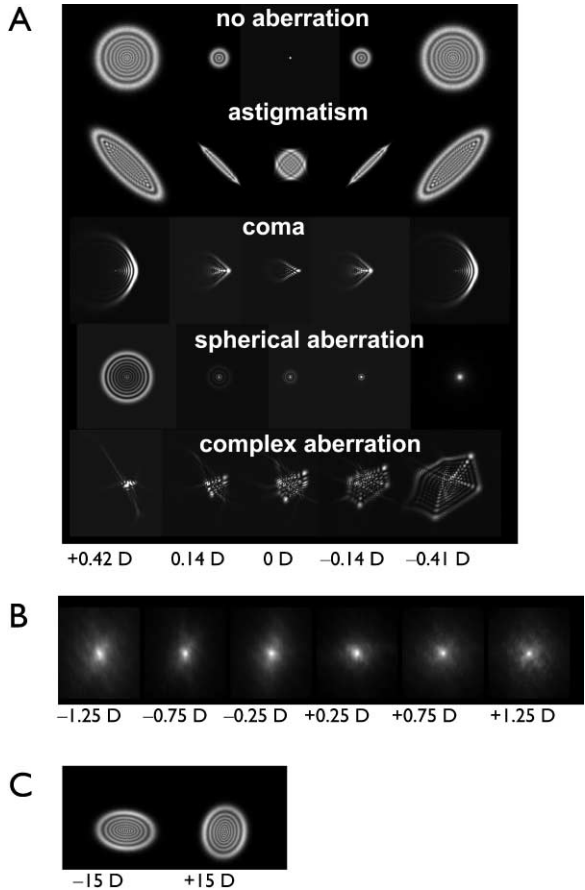 A
no aberration
astigmatism
coma
spherical aberration
complex aberration
+0.42 D 0.14 D 0 D –0.14 D –0.41 D
B
–1.25 D –0.75 D –0.25 D +0.25 D +0.75 D +1.25 D
C
–15 D +15 D